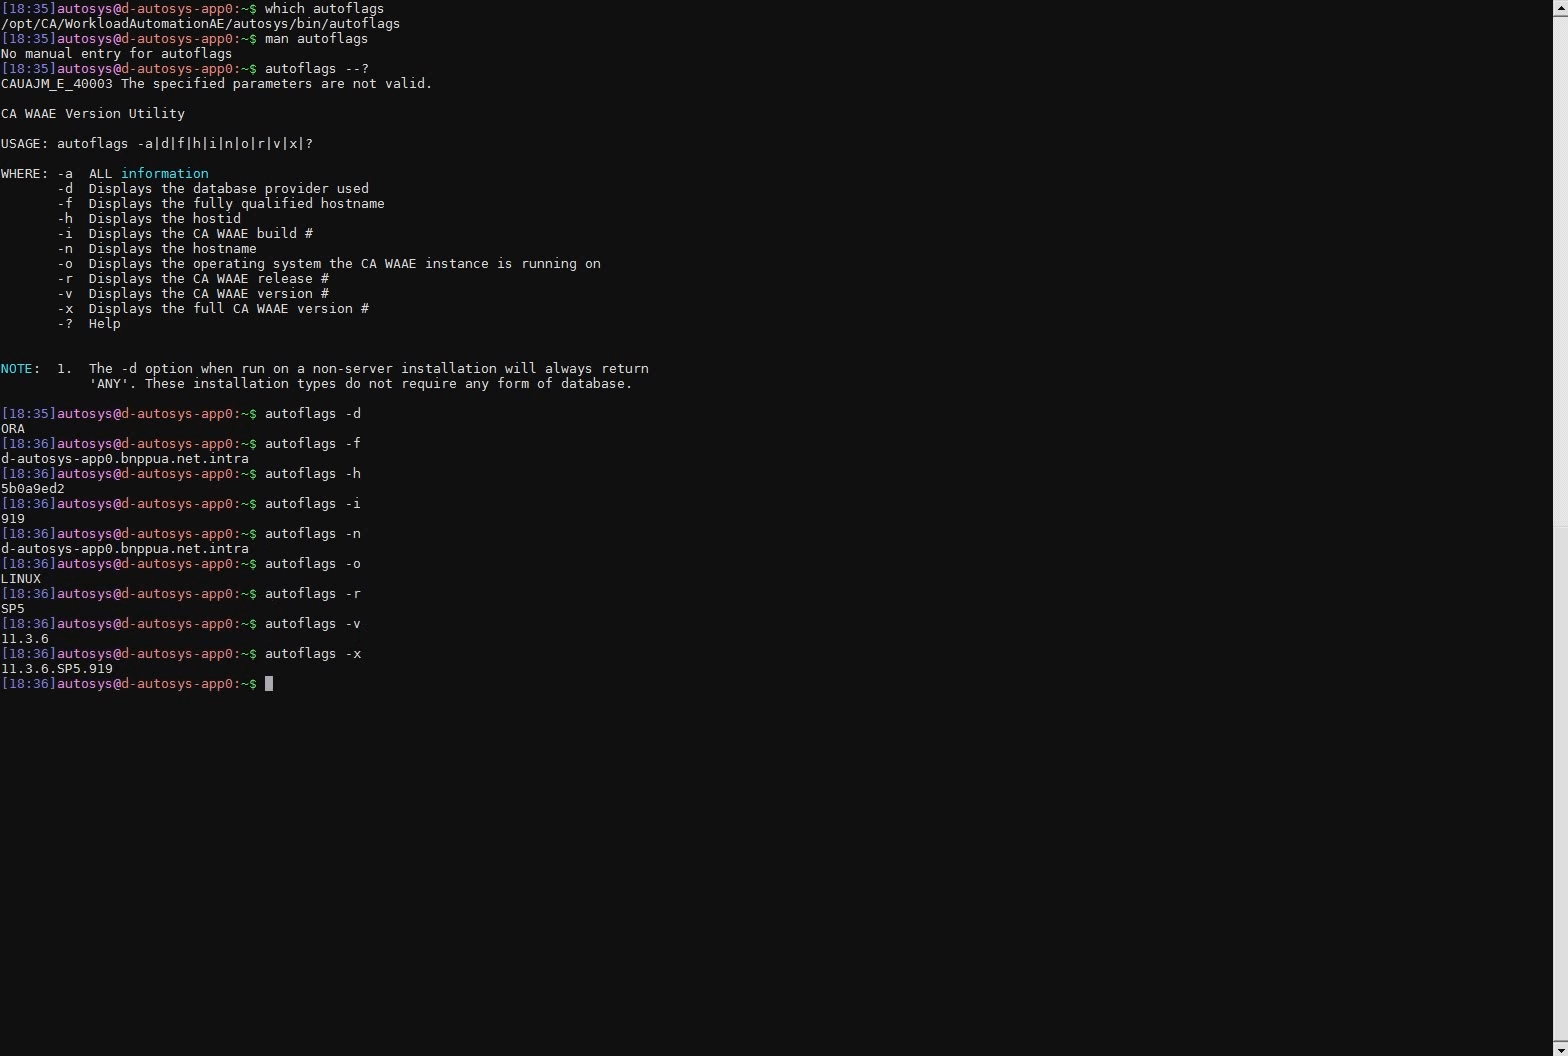 [18:35]autosys@d-autosys-app0:~$ which autoflags
/opt/CA/WorkloadAutomationAE/autosys/bin/autoflags
[18:35]autosys@d-autosys-app0:~$ man autoflags
No manual entry for autoflags
[18:35]autosys@d-autosys-app0:~$ autoflags --?
CAUAJM_E_40003 The specified parameters are not valid.

CA WAAE Version Utility

USAGE: autoflags -a|d|f|h|i|n|o|r|v|x|?

WHERE: -a  ALL information
       -d  Displays the database provider used
       -f  Displays the fully qualified hostname
       -h  Displays the hostid
       -i  Displays the CA WAAE build #
       -n  Displays the hostname
       -o  Displays the operating system the CA WAAE instance is running on
       -r  Displays the CA WAAE release #
       -v  Displays the CA WAAE version #
       -x  Displays the full CA WAAE version #
       -?  Help

NOTE:  1.  The -d option when run on a non-server installation will always return
           'ANY'. These installation types do not require any form of database.

[18:35]autosys@d-autosys-app0:~$ autoflags -d
ORA
[18:36]autosys@d-autosys-app0:~$ autoflags -f
d-autosys-app0.bnppua.net.intra
[18:36]autosys@d-autosys-app0:~$ autoflags -h
5b0a9ed2
[18:36]autosys@d-autosys-app0:~$ autoflags -i
919
[18:36]autosys@d-autosys-app0:~$ autoflags -n
d-autosys-app0.bnppua.net.intra
[18:36]autosys@d-autosys-app0:~$ autoflags -o
LINUX
[18:36]autosys@d-autosys-app0:~$ autoflags -r
SP5
[18:36]autosys@d-autosys-app0:~$ autoflags -v
11.3.6
[18:36]autosys@d-autosys-app0:~$ autoflags -x
11.3.6.SP5.919
[18:36]autosys@d-autosys-app0:~$